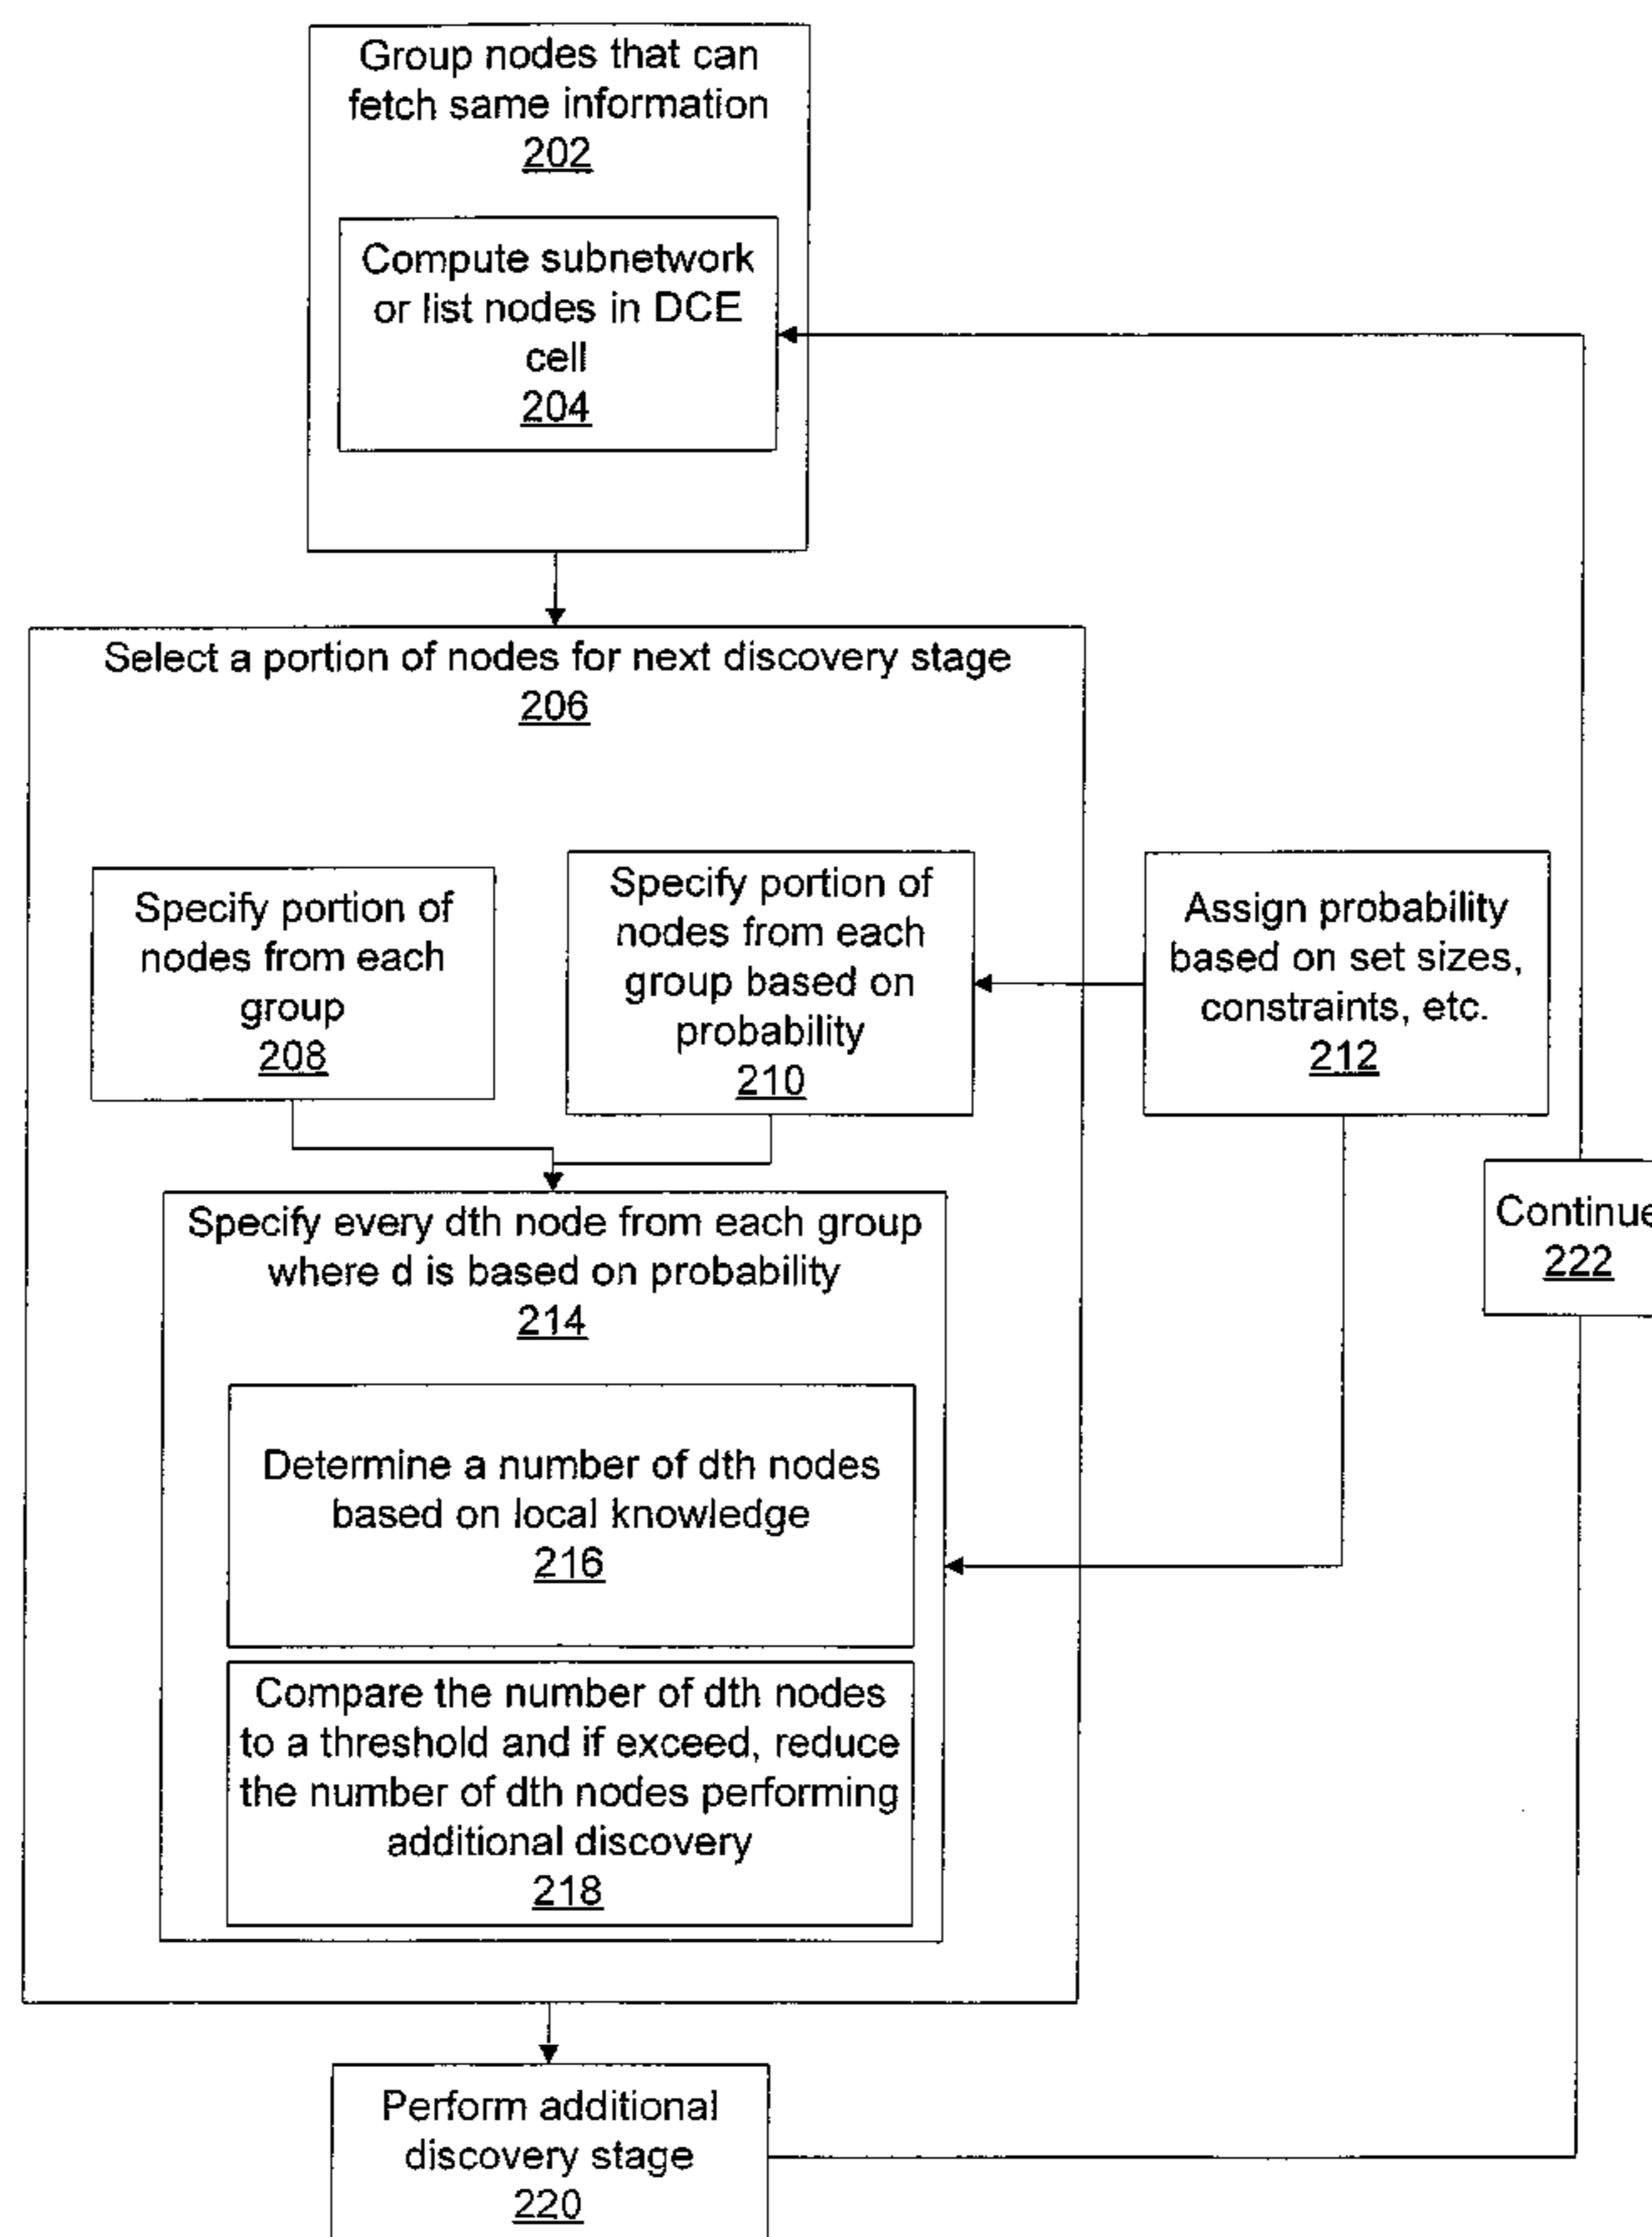 Group nodes that can
fetch same information
202
Compute subnetwork
or list nodes in DCE
cell
204
Select a portion of nodes for next discovery stage
206
Specify portion of
nodes from each
group
208
Specify portion of
nodes from each
group based on
probability
210
Assign probability
based on set sizes,
constraints, etc.
212
Specify every dth node from each group
where d is based on probability
214
Continue
222
Determine a number of dth nodes
based on local knowledge
216
Compare the number of dth nodes
to a threshold and if exceed, reduce
the number of dth nodes performing
additional discovery
218
Perform additional
discovery stage
220